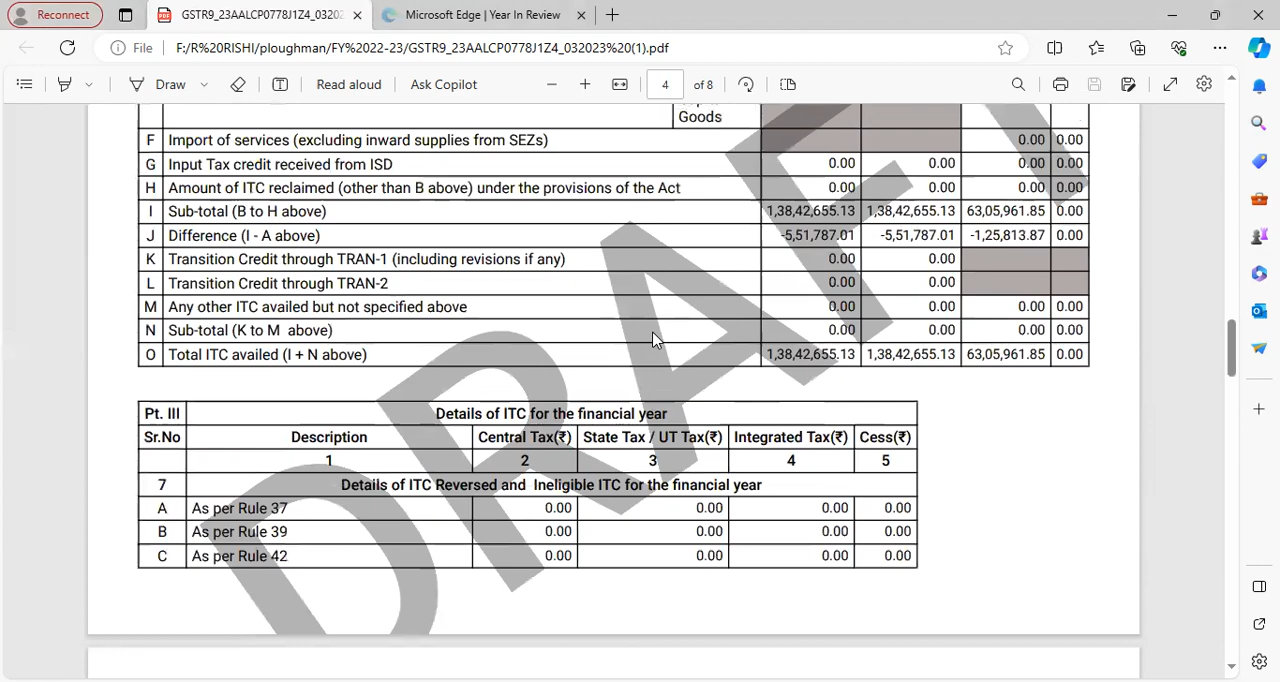 Reconnect
GSTR9_23AALCP0778J1Z4_03202
Microsoft Edge | Year In Review
File
F:/R%20RISHI/ploughman/FY%2022-23/GSTR9_23AALCP0778J1Z4_032023%20(1).pdf
Draw
Read aloud
Ask Copilot
4 of 8
Goods
F Import of services (excluding inward supplies from SEZs) 0.00 0.00
G Input Tax credit received from ISD 0.00 0.00 0.00 0.00
H Amount of ITC reclaimed (other than B above) under the provisions of the Act 0.00 0.00 0.00 0.00
I Sub-total (B to H above) 1,38,42,655.13 1,38,42,655.13 63,05,961.85 0.00
J Difference (I - A above) -5,51,787.01 -5,51,787.01 -1,25,813.87 0.00
K Transition Credit through TRAN-1 (including revisions if any) 0.00 0.00
L Transition Credit through TRAN-2 0.00 0.00
M Any other ITC availed but not specified above 0.00 0.00 0.00 0.00
N Sub-total (K to M above) 0.00 0.00 0.00 0.00
O Total ITC availed (I + N above) 1,38,42,655.13 1,38,42,655.13 63,05,961.85 0.00
DRAFT
Pt. III Details of ITC for the financial year
Sr.No Description Central Tax(₹) State Tax / UT Tax(₹) Integrated Tax(₹) Cess(₹)
1 2 3 4 5
7 Details of ITC Reversed and Ineligible ITC for the financial year
A As per Rule 37 0.00 0.00 0.00 0.00
B As per Rule 39 0.00 0.00 0.00 0.00
C As per Rule 42 0.00 0.00 0.00 0.00